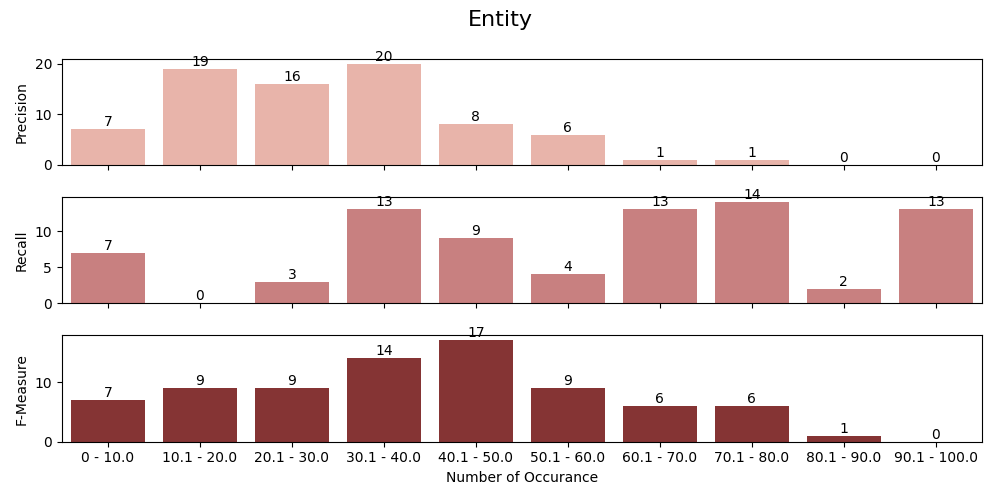 Entity
Precision
20
10
0
7 19 16 20 8 6 1 1 0 0
Recall
10
5
0
7 0 3 13 9 4 13 14 2 13
F-Measure
10
0
7 9 9 14 17 9 6 6 1 0
0 - 10.0 10.1 - 20.0 20.1 - 30.0 30.1 - 40.0 40.1 - 50.0 50.1 - 60.0 60.1 - 70.0 70.1 - 80.0 80.1 - 90.0 90.1 - 100.0
Number of Occurance